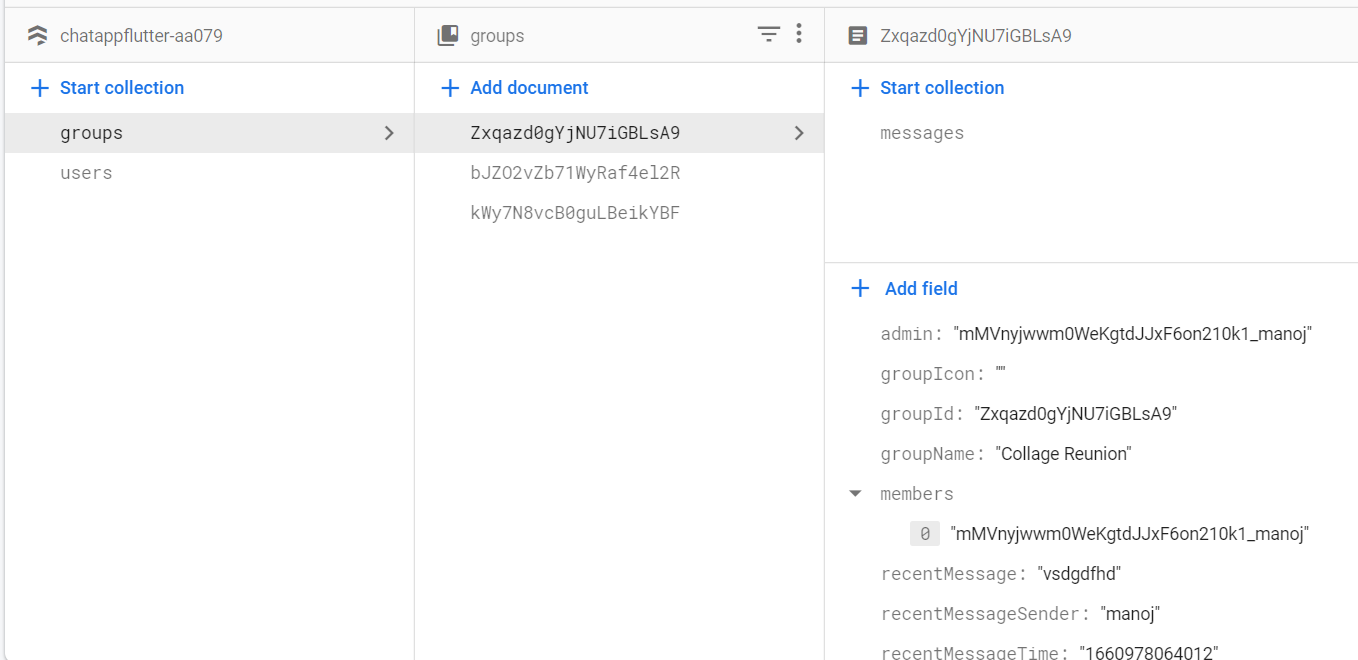 chatappflutter-aa079
groups
Zxqazd0gYjNU7iGBLsA9
Start collection
Add document
Start collection
groups
users
Zxqazd0gYjNU7iGBLsA9
bJZO2vZb71WyRaf4el2R
kWy7N8vcB0guLBeikYBF
messages
Add field
admin: "mMVnyjwwm0WeKgtdJJxF6on210k1_manoj"
groupIcon: ""
groupId: "Zxqazd0gYjNU7iGBLsA9"
groupName: "Collage Reunion"
members
0 "mMVnyjwwm0WeKgtdJJxF6on210k1_manoj"
recentMessage: "vsdgdfhd"
recentMessageSender: "manoj"
recentMessageTime: "1660978064012"